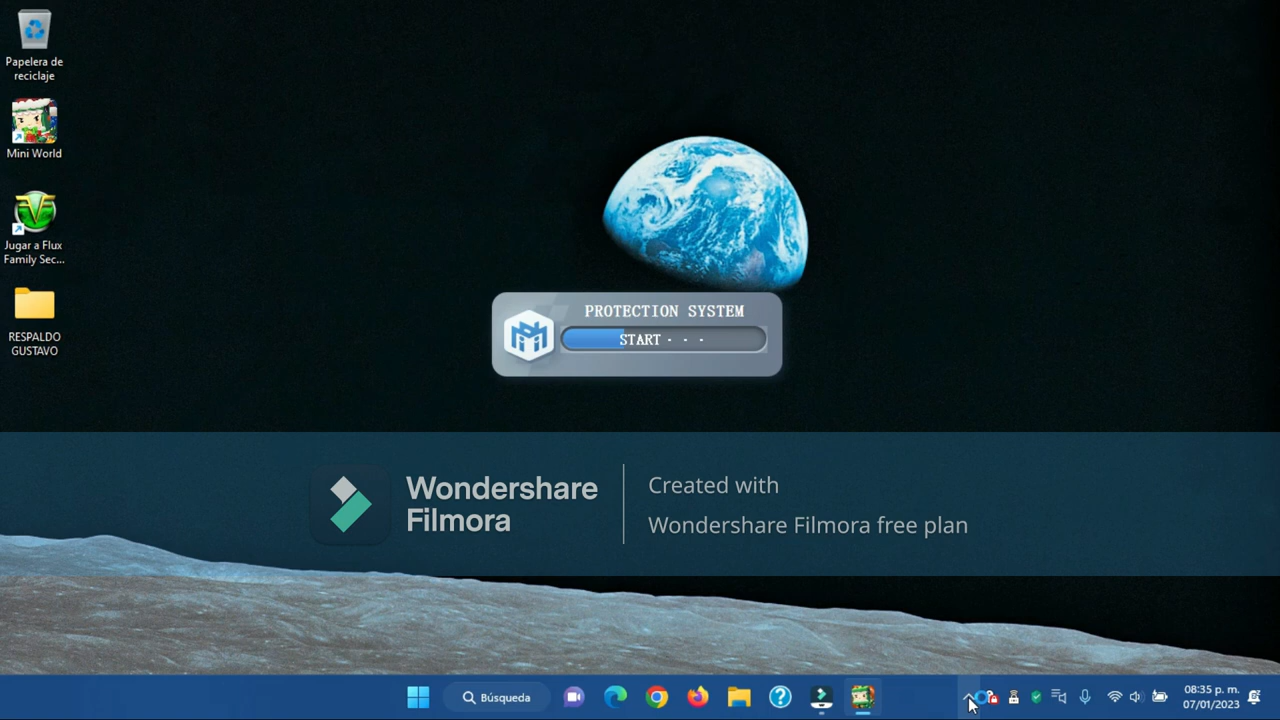 Papelera de
reciclaje
Mini World
Jugar a Flux
Family Sec...
RESPALDO
GUSTAVO
PROTECTION SYSTEM
START · · ·
Wondershare
Filmora
Created with
Wondershare Filmora free plan
Búsqueda
08:35 p. m.
07/01/2023